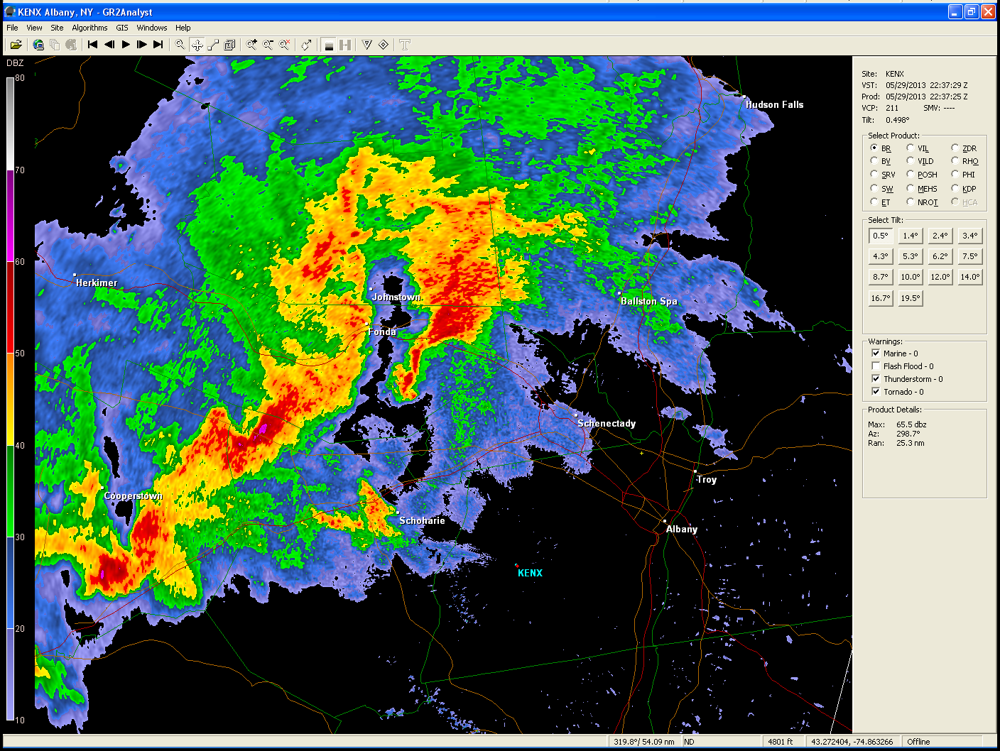 KENX Albany, NY - GR2Analyst
File View Site Algorithms GIS Windows Help
DBZ
80
70
60
50
40
30
20
10
Hudson Falls
Herkimer
Johnstown
Ballston Spa
Fonda
Schenectady
Troy
Cooperstown
Schoharie
Albany
KENX
Site: KENX
VST: 05/29/2013 22:37:29 Z
Prod: 05/29/2013 22:37:25 Z
VCP: 211 SMV: ----
Tilt: 0.498°
Select Product:
BR VIL ZDR
BV VILD RHO
SRV POSH PHI
SW MEHS KDP
ET NROT HCA
Select Tilt:
0.5° 1.4° 2.4° 3.4°
4.3° 5.3° 6.2° 7.5°
8.7° 10.0° 12.0° 14.0°
16.7° 19.5°
Warnings:
Marine - 0
Flash Flood - 0
Thunderstorm - 0
Tornado - 0
Product Details:
Max: 65.5 dbz
Az: 298.7°
Ran: 25.3 nm
319.8°/ 54.09 nm ND 4801 ft 43.272404, -74.863266 Offline